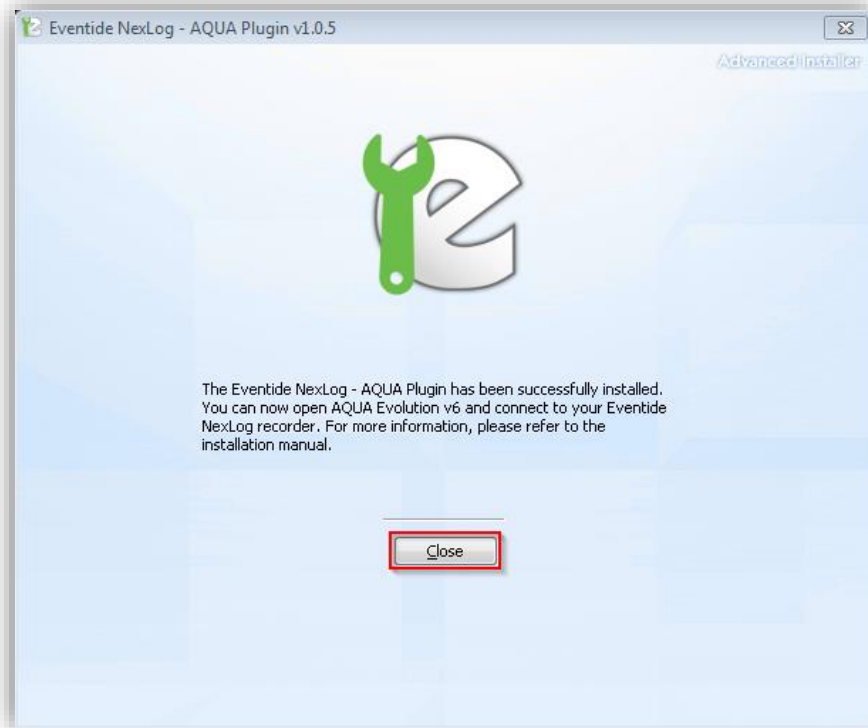 Eventide NexLog - AQUA Plugin v1.0.5
Advanced Installer
The Eventide NexLog - AQUA Plugin has been successfully installed.
You can now open AQUA Evolution v6 and connect to your Eventide
NexLog recorder. For more information, please refer to the
installation manual.
Close